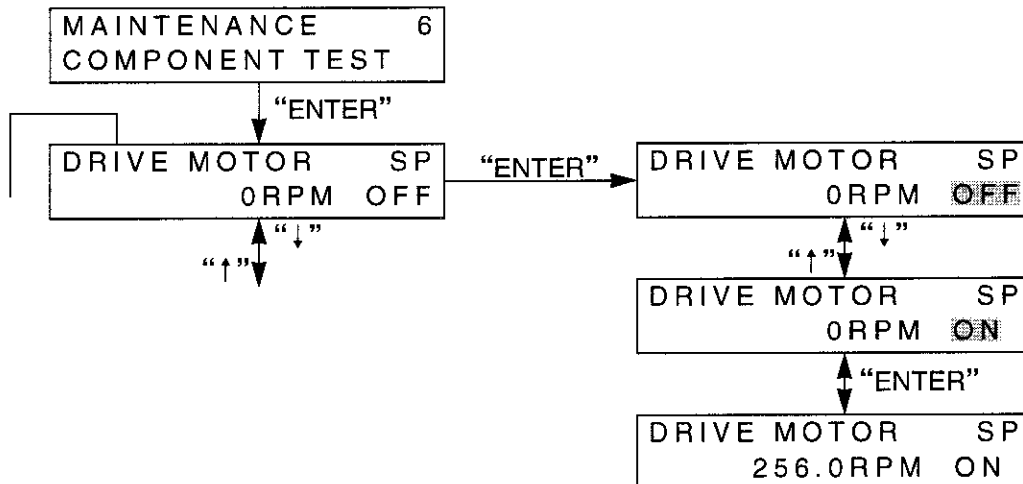 MAINTENANCE 6
COMPONENT TEST
“ENTER”
DRIVE MOTOR SP
0RPM OFF
“↓”
“↑”
“ENTER”
DRIVE MOTOR SP
0RPM OFF
“↓”
“↑”
DRIVE MOTOR SP
0RPM ON
“ENTER”
DRIVE MOTOR SP
256.0RPM ON